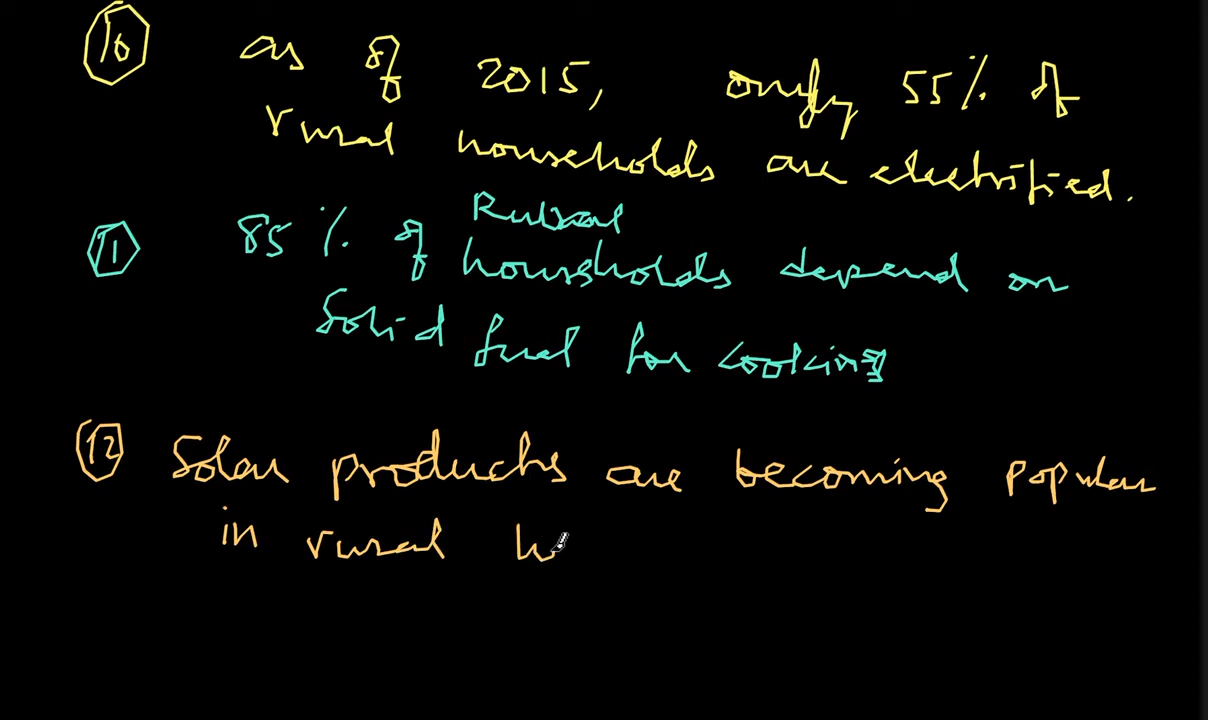 10 as of 2015, only 55% of
rural households are electrified.
11 85% of Rural households depend on
Solid fuel for cooking
12 Solar products are becoming popular
in rural